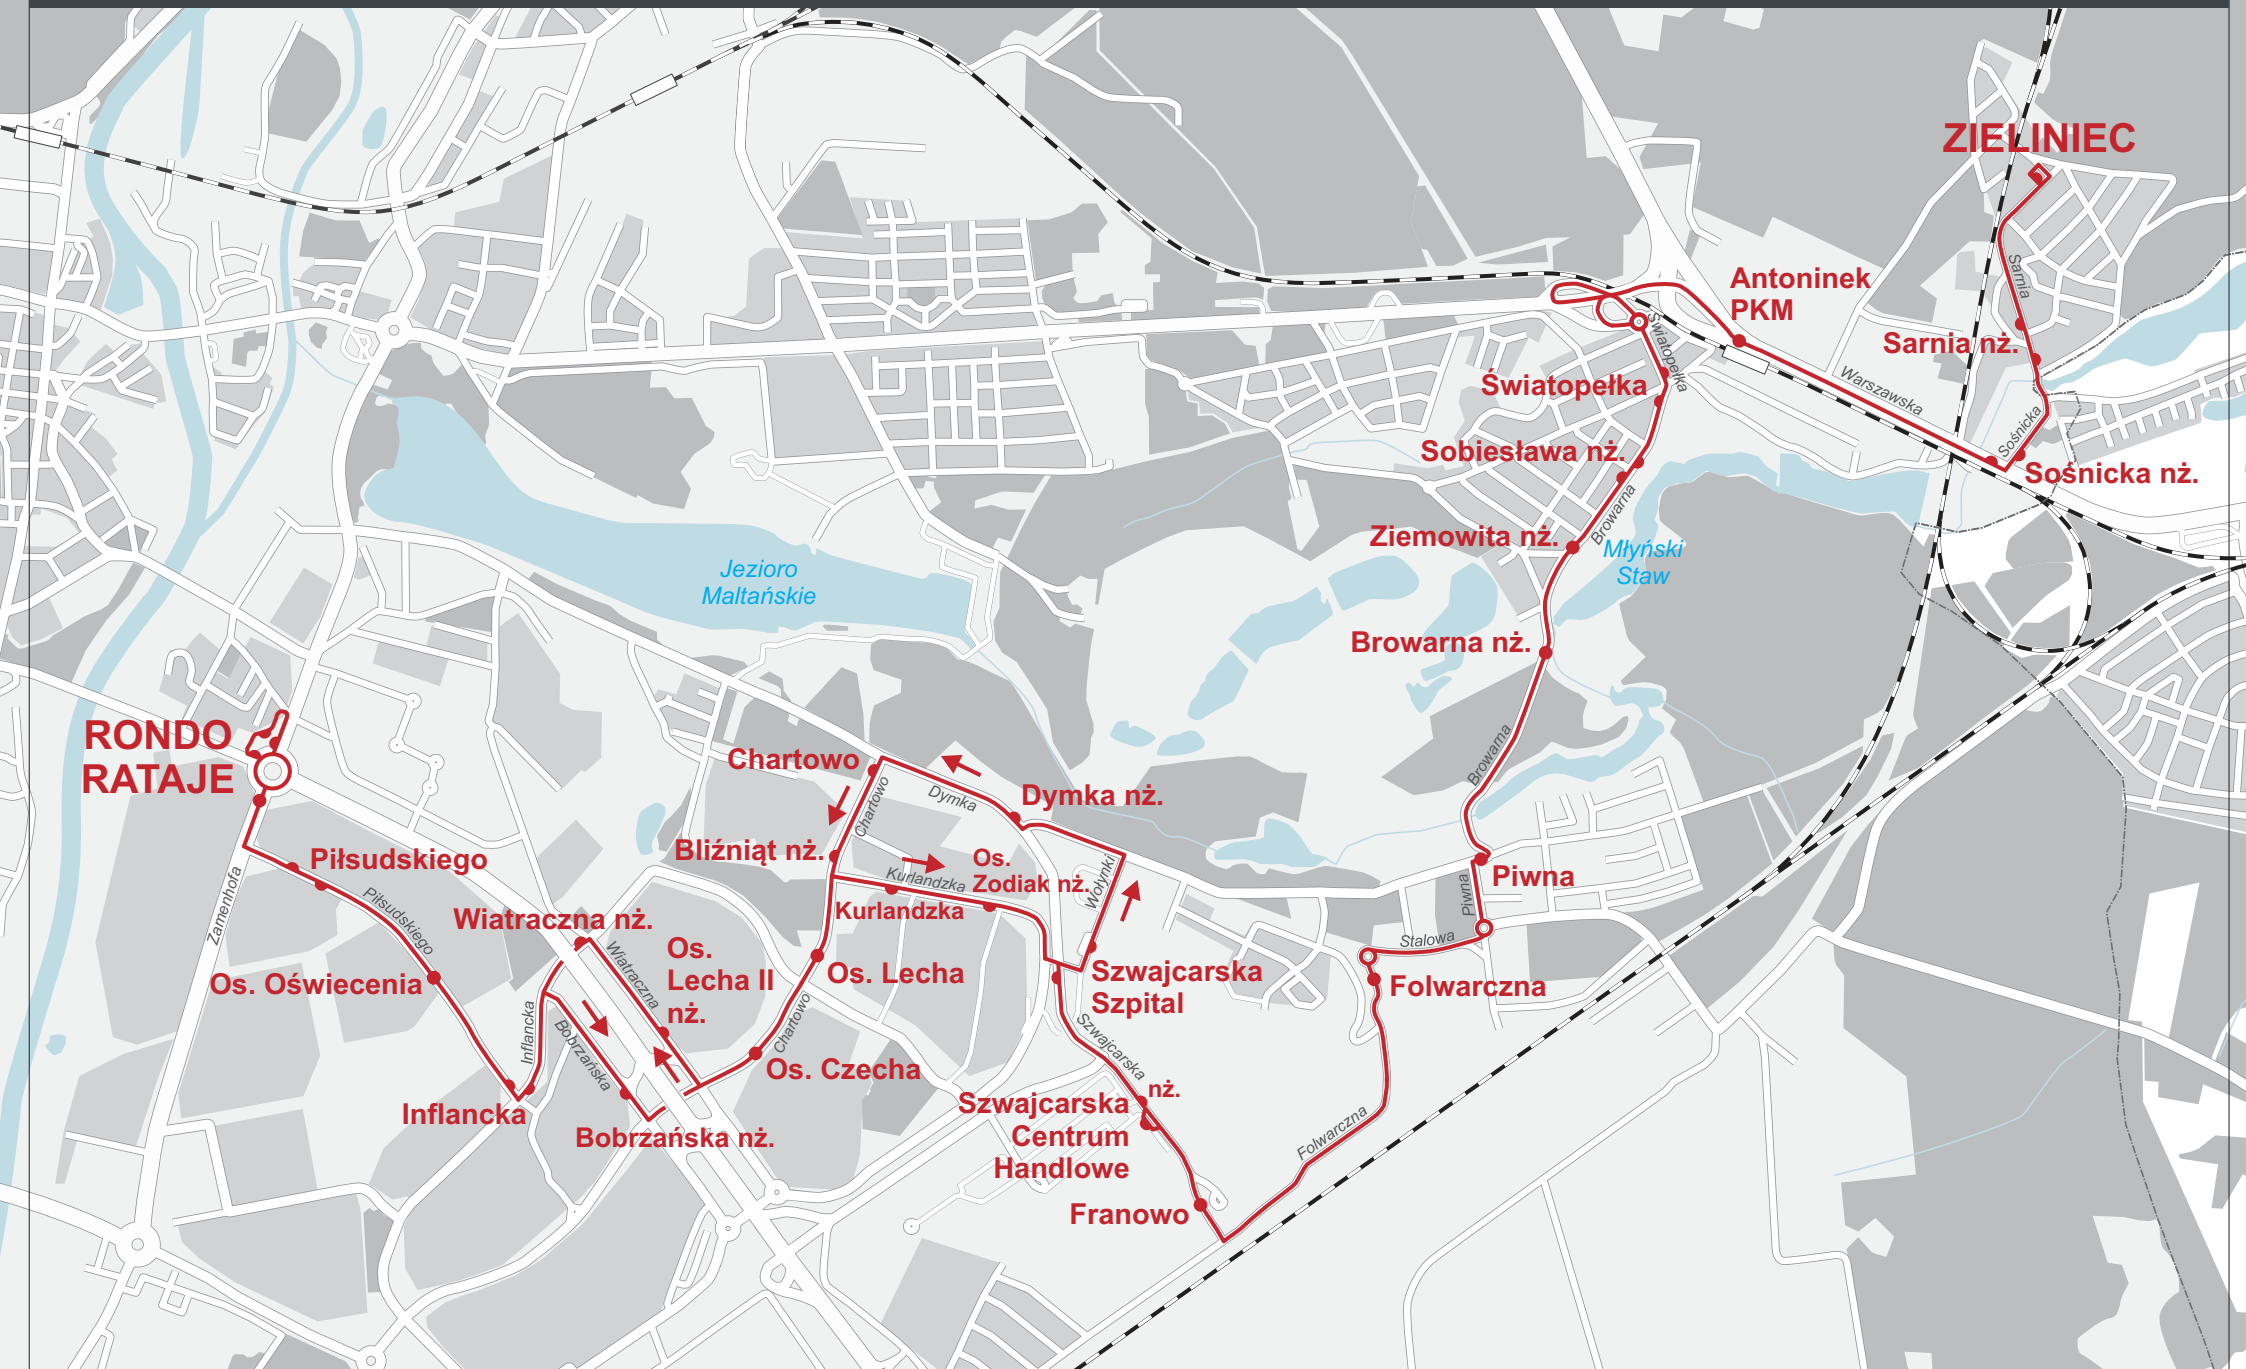 ZIELINIEC
Antoninek
PKM
Sarnia
Sarnia nż.
Światopełka
Światopełka
Warszawska
Sośnicka
Sośnicka nż.
Sobiesława nż.
Browarna
Ziemowita nż.
Młyński
Staw
Jezioro
Maltańskie
Browarna nż.
RONDO
RATAJE
Chartowo
Dymka
Dymka nż.
Browarna
Chartowo
Bliźniąt nż.
Os.
Zodiak nż.
Kurlandzka
Kurlandzka
Wołynki
Piłsudskiego
Piłsudskiego
Zamenhofa
Piwna
Piwna
Wiatraczna nż.
Wiatraczna
Os.
Lecha II
nż.
Stalowa
Os. Lecha
Szwajcarska
Szpital
Os. Oświecenia
Folwarczna
Inflancka
Bobrzańska
Chartowo
Szwajcarska
Os. Czecha
Inflancka
nż.
Szwajcarska
Centrum
Handlowe
Bobrzańska nż.
Folwarczna
Franowo